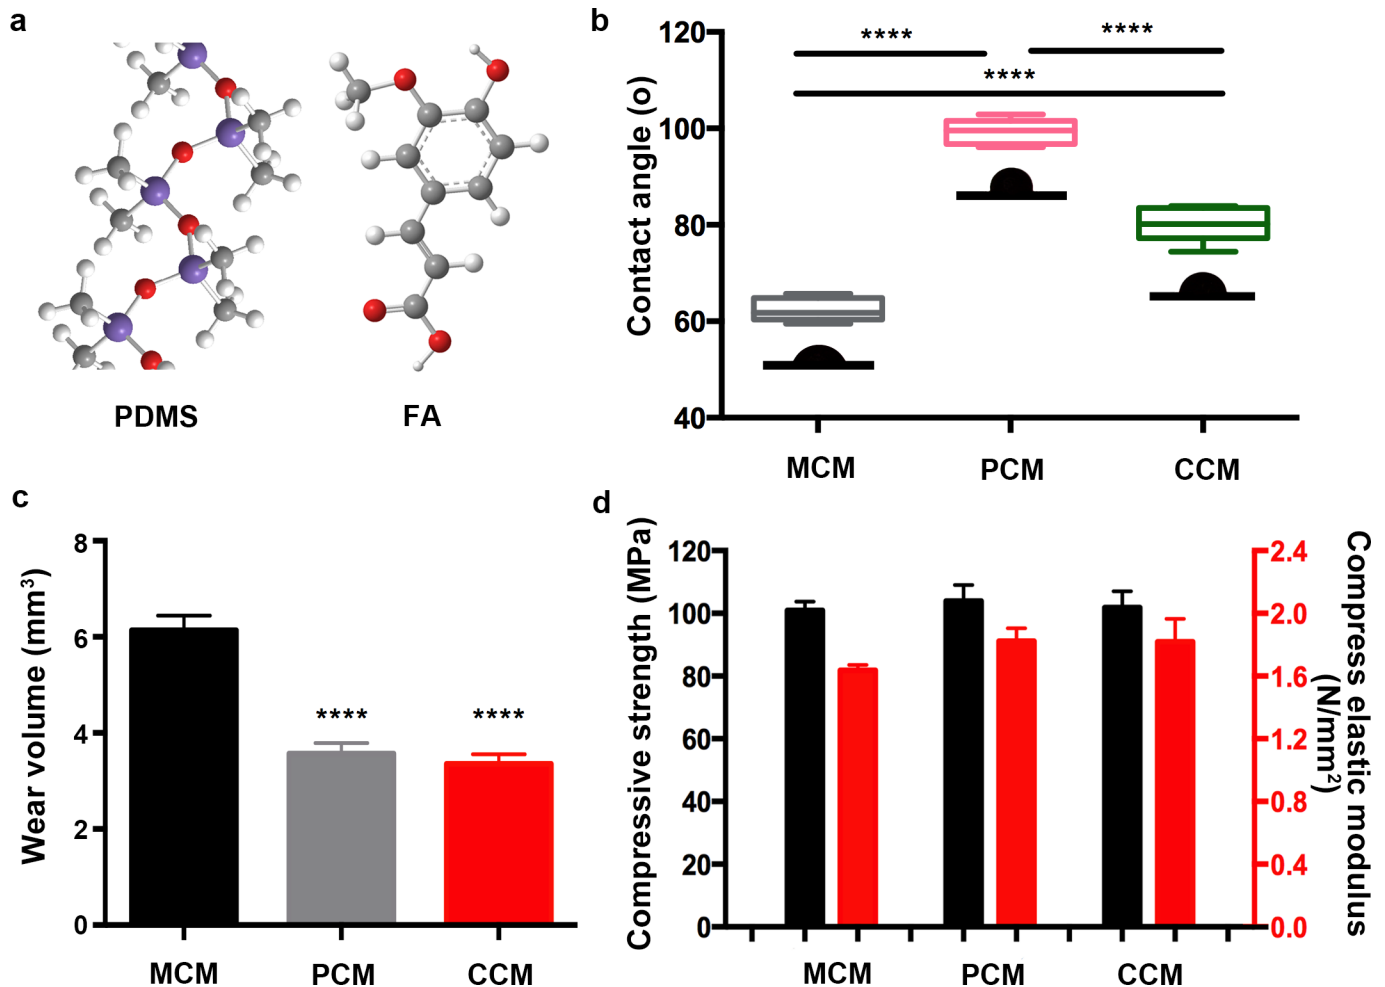 a
PDMS
FA
b
Contact angle (o)
120
100
80
60
40
****
****
****
MCM
PCM
CCM
c
Wear volume (mm³)
8
6
4
2
0
****
****
MCM
PCM
CCM
d
Compressive strength (MPa)
120
100
80
60
40
20
0
2.4
2.0
1.6
1.2
0.8
0.4
0.0
Compress elastic modulus
(N/mm²)
MCM
PCM
CCM